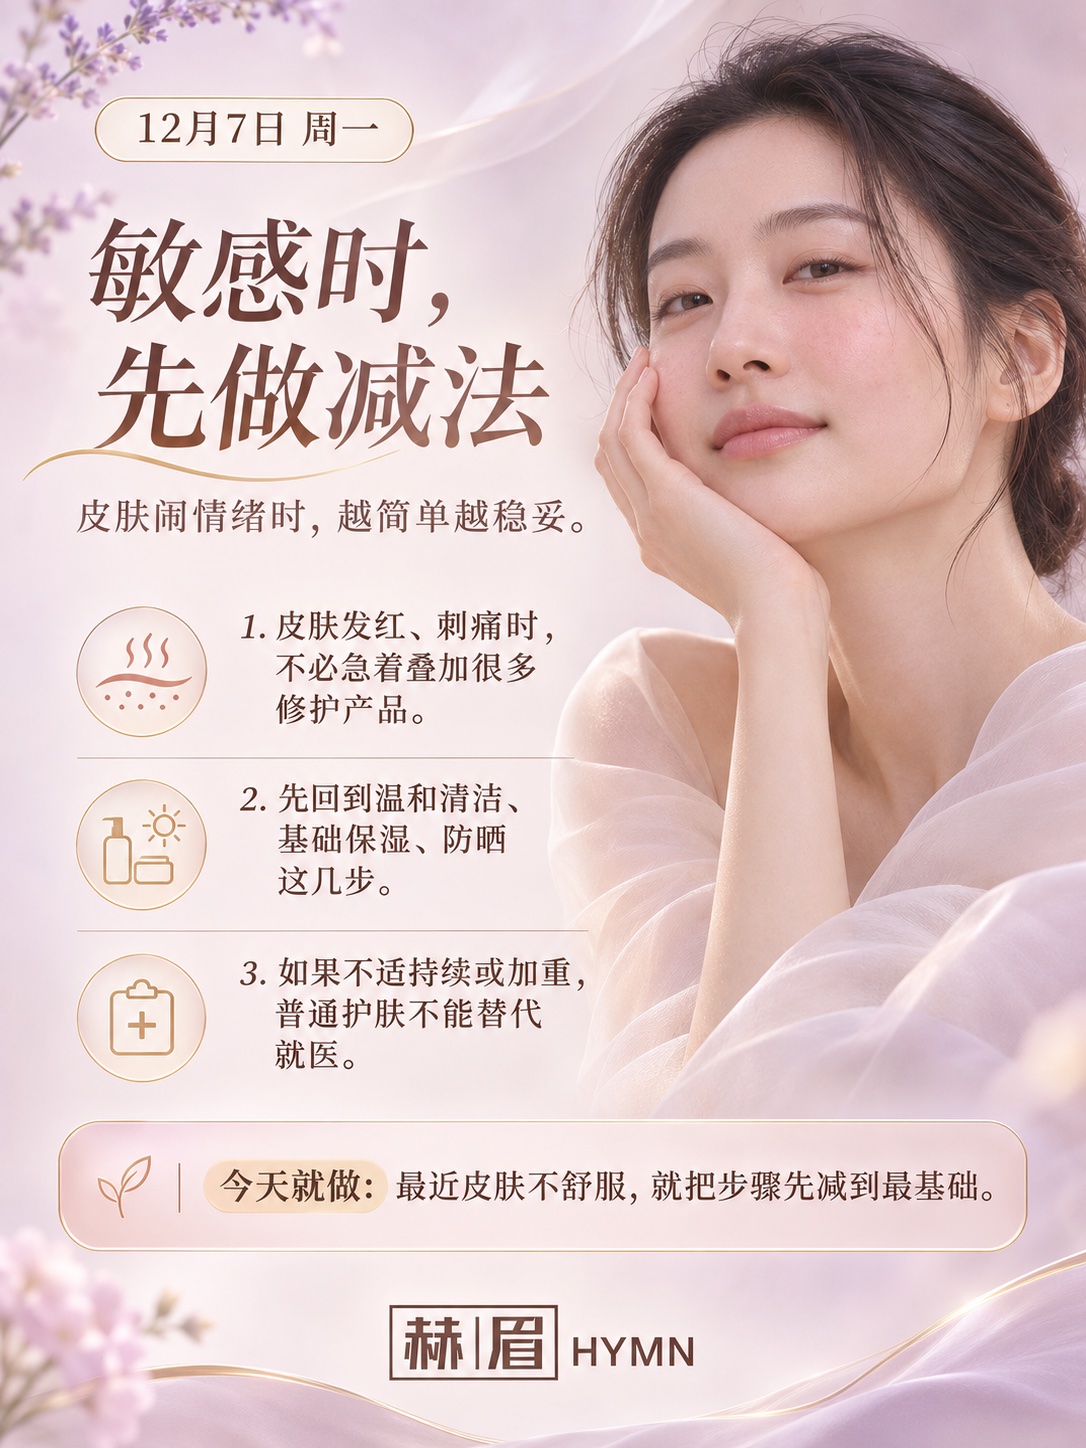 12月7日 周一
敏感时，
先做减法
皮肤闹情绪时，越简单越稳妥。
1. 皮肤发红、刺痛时，
不必急着叠加很多
修护产品。
2. 先回到温和清洁、
基础保湿、防晒
这几步。
3. 如果不适持续或加重，
普通护肤不能替代
就医。
今天就做：最近皮肤不舒服，就把步骤先减到最基础。
赫|眉 HYMN